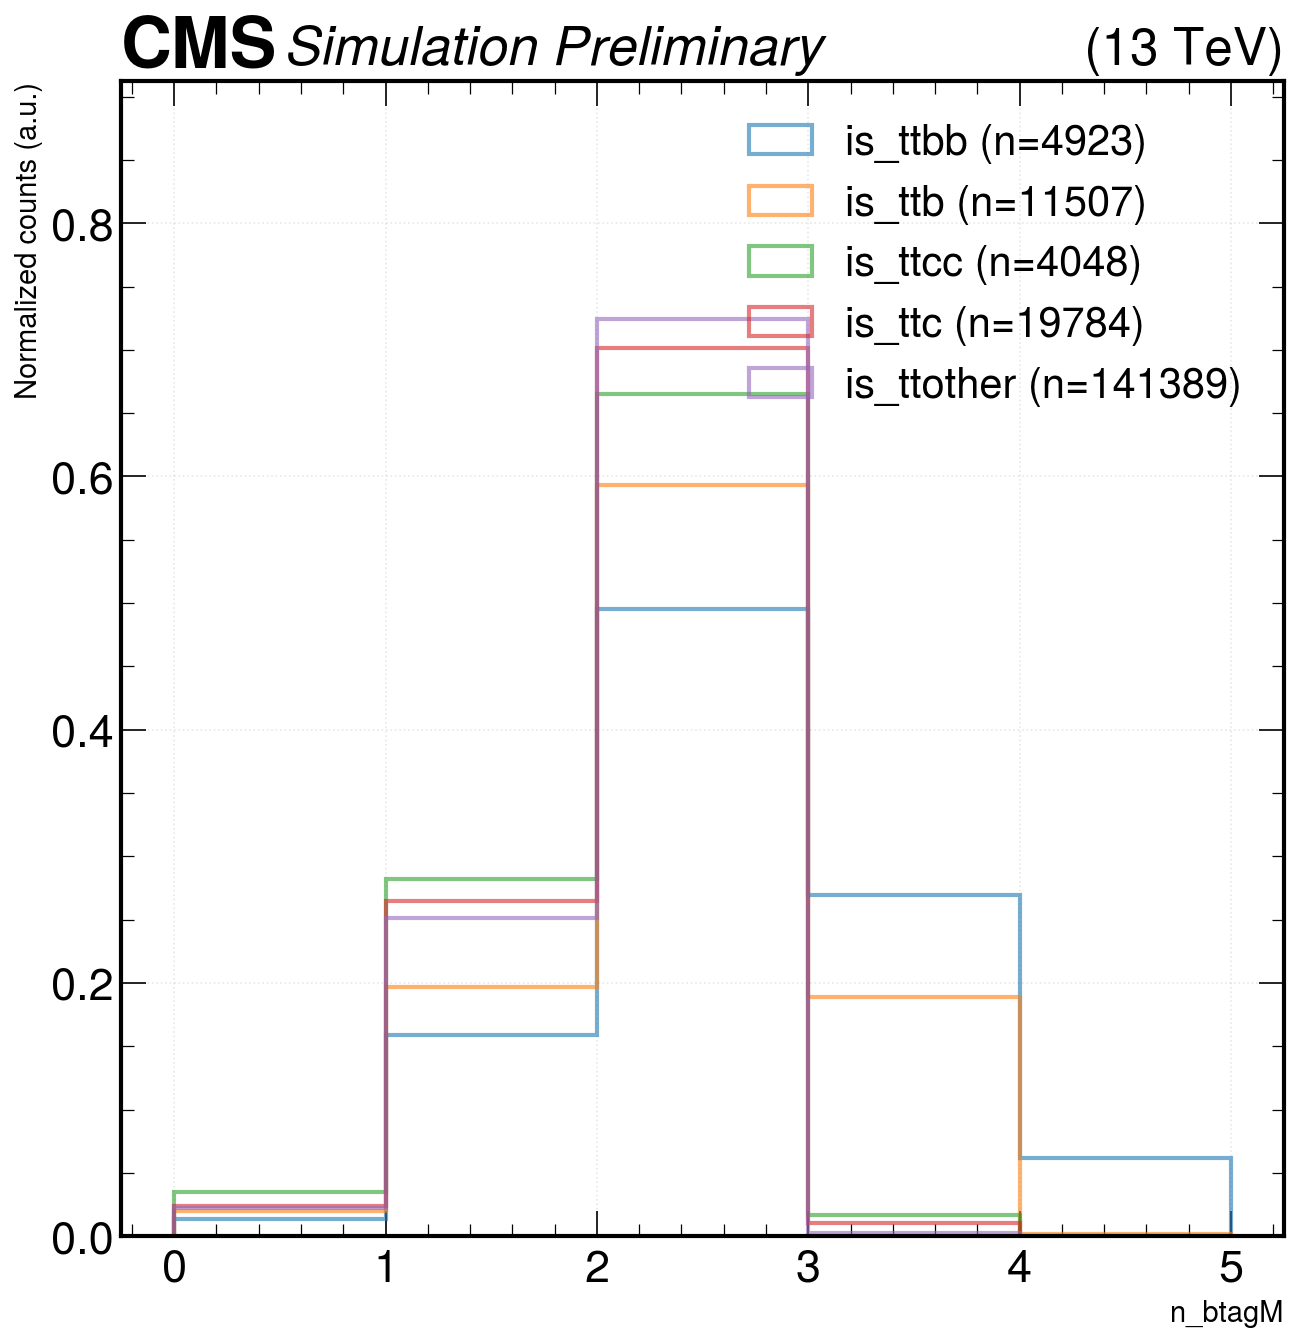 CMS Simulation Preliminary (13 TeV)
Normalized counts (a.u.)
is_ttbb (n=4923)
is_ttb (n=11507)
is_ttcc (n=4048)
is_ttc (n=19784)
is_ttother (n=141389)
0.8
0.6
0.4
0.2
0.0
0 1 2 3 4 5
n_btagM